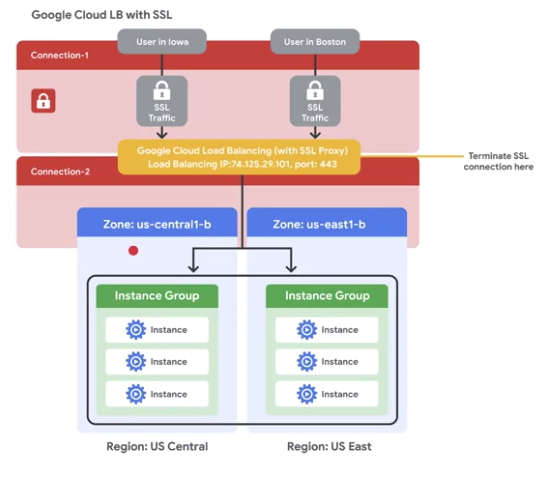 Google Cloud LB with SSL
User in Iowa
User in Boston
Connection-1
SSL
Traffic
SSL
Traffic
Google Cloud Load Balancing (with SSL Proxy)
Load Balancing IP:74.125.29.101, port: 443
Terminate SSL
connection here
Connection-2
Zone: us-central1-b
Zone: us-east1-b
Instance Group
Instance Group
Instance
Instance
Instance
Instance
Instance
Instance
Region: US Central
Region: US East